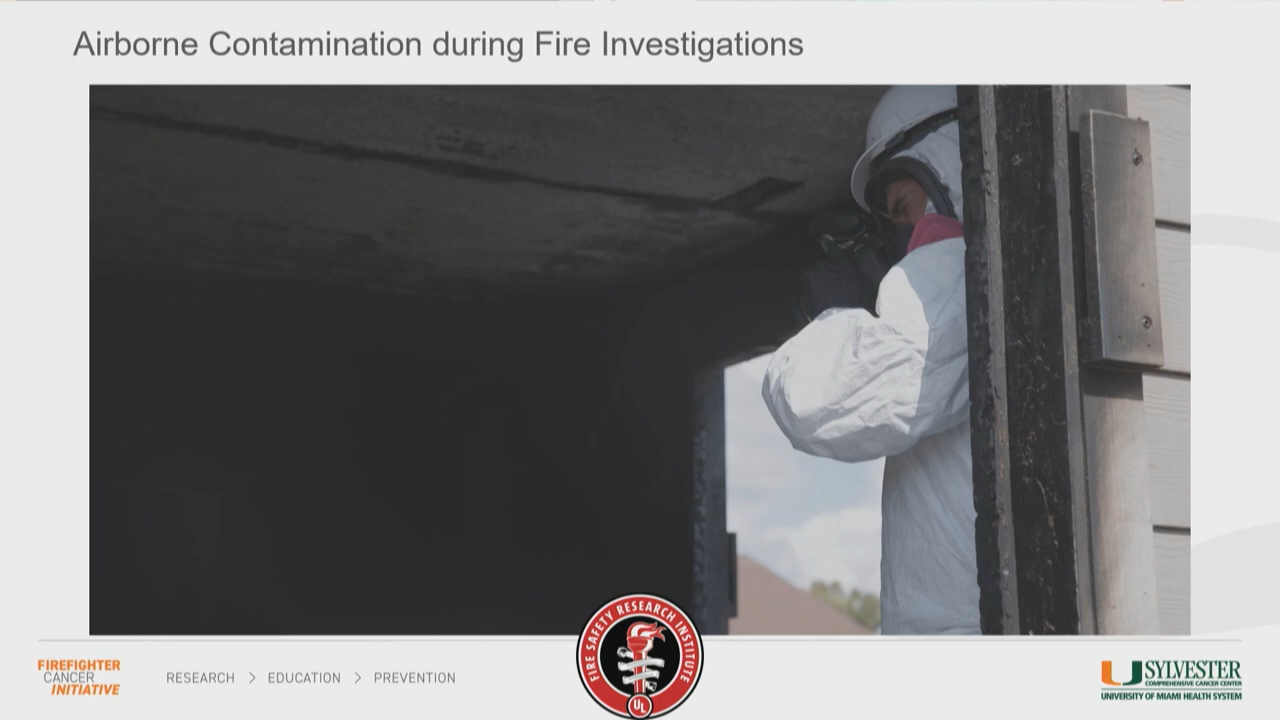 Airborne Contamination during Fire Investigations
FIRE SAFETY RESEARCH INSTITUTE
UL
FIREFIGHTER
CANCER
INITIATIVE
RESEARCH > EDUCATION > PREVENTION
U SYLVESTER
COMPREHENSIVE CANCER CENTER
UNIVERSITY OF MIAMI HEALTH SYSTEM